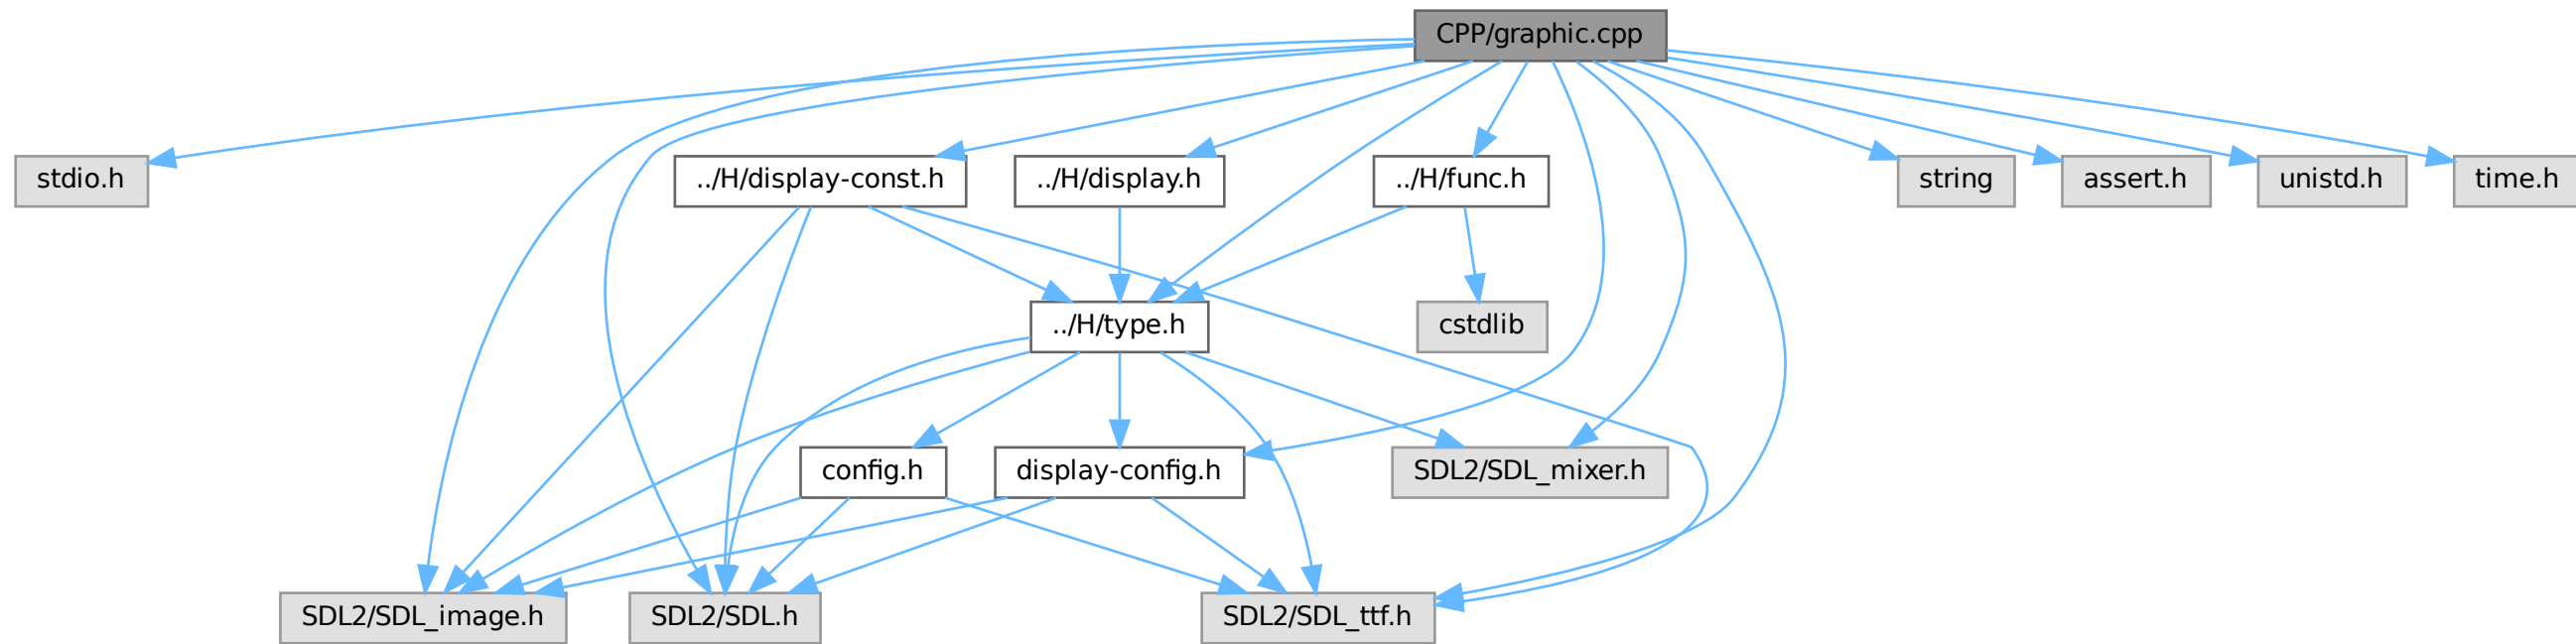 CPP/graphic.cpp
stdio.h
../H/display-const.h
../H/display.h
../H/func.h
string
assert.h
unistd.h
time.h
../H/type.h
cstdlib
config.h
display-config.h
SDL2/SDL_mixer.h
SDL2/SDL_image.h
SDL2/SDL.h
SDL2/SDL_ttf.h